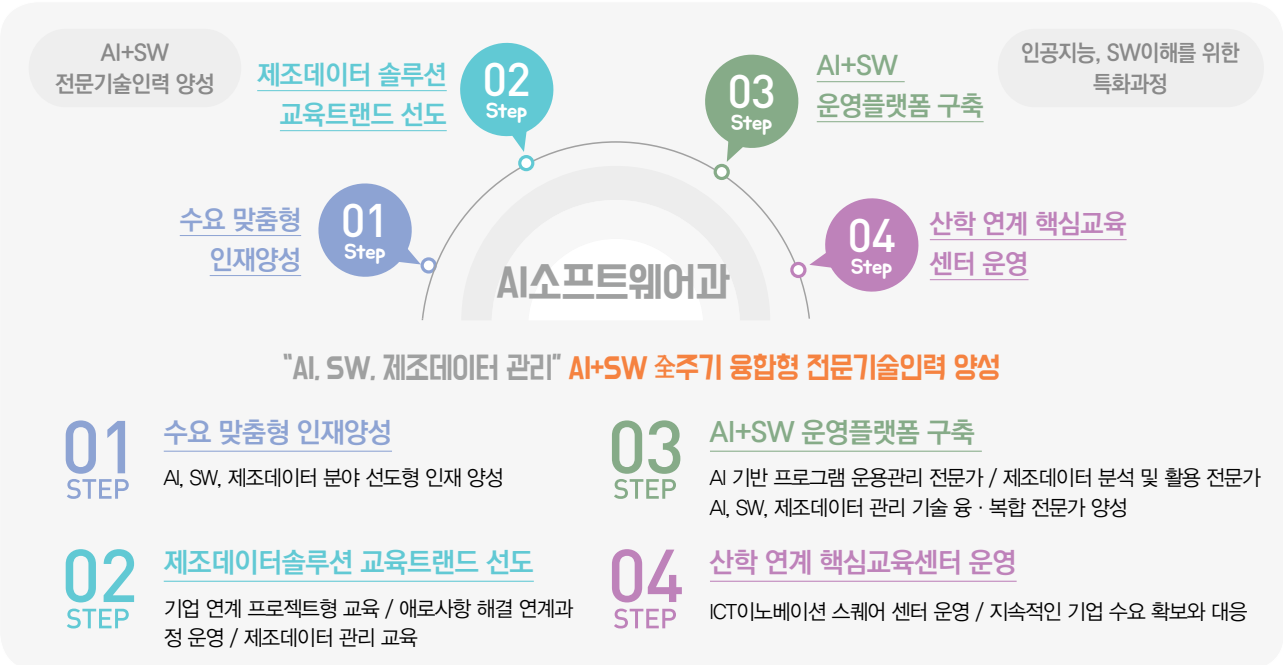 AI+SW
전문기술인력 양성
제조데이터 솔루션
교육트랜드 선도
02
Step
03
Step
AI+SW
운영플랫폼 구축
인공지능, SW이해를 위한
특화과정
수요 맞춤형
인재양성
01
Step
04
Step
산학 연계 핵심교육
센터 운영
AI소프트웨어과
"AI, SW, 제조데이터 관리" AI+SW 全주기 융합형 전문기술인력 양성
01
STEP
수요 맞춤형 인재양성
AI, SW, 제조데이터 분야 선도형 인재 양성
03
STEP
AI+SW 운영플랫폼 구축
AI 기반 프로그램 운용관리 전문가 / 제조데이터 분석 및 활용 전문가
AI, SW, 제조데이터 관리 기술 융 · 복합 전문가 양성
02
STEP
제조데이터솔루션 교육트랜드 선도
기업 연계 프로젝트형 교육 / 애로사항 해결 연계과
정 운영 / 제조데이터 관리 교육
04
STEP
산학 연계 핵심교육센터 운영
ICT이노베이션 스퀘어 센터 운영 / 지속적인 기업 수요 확보와 대응